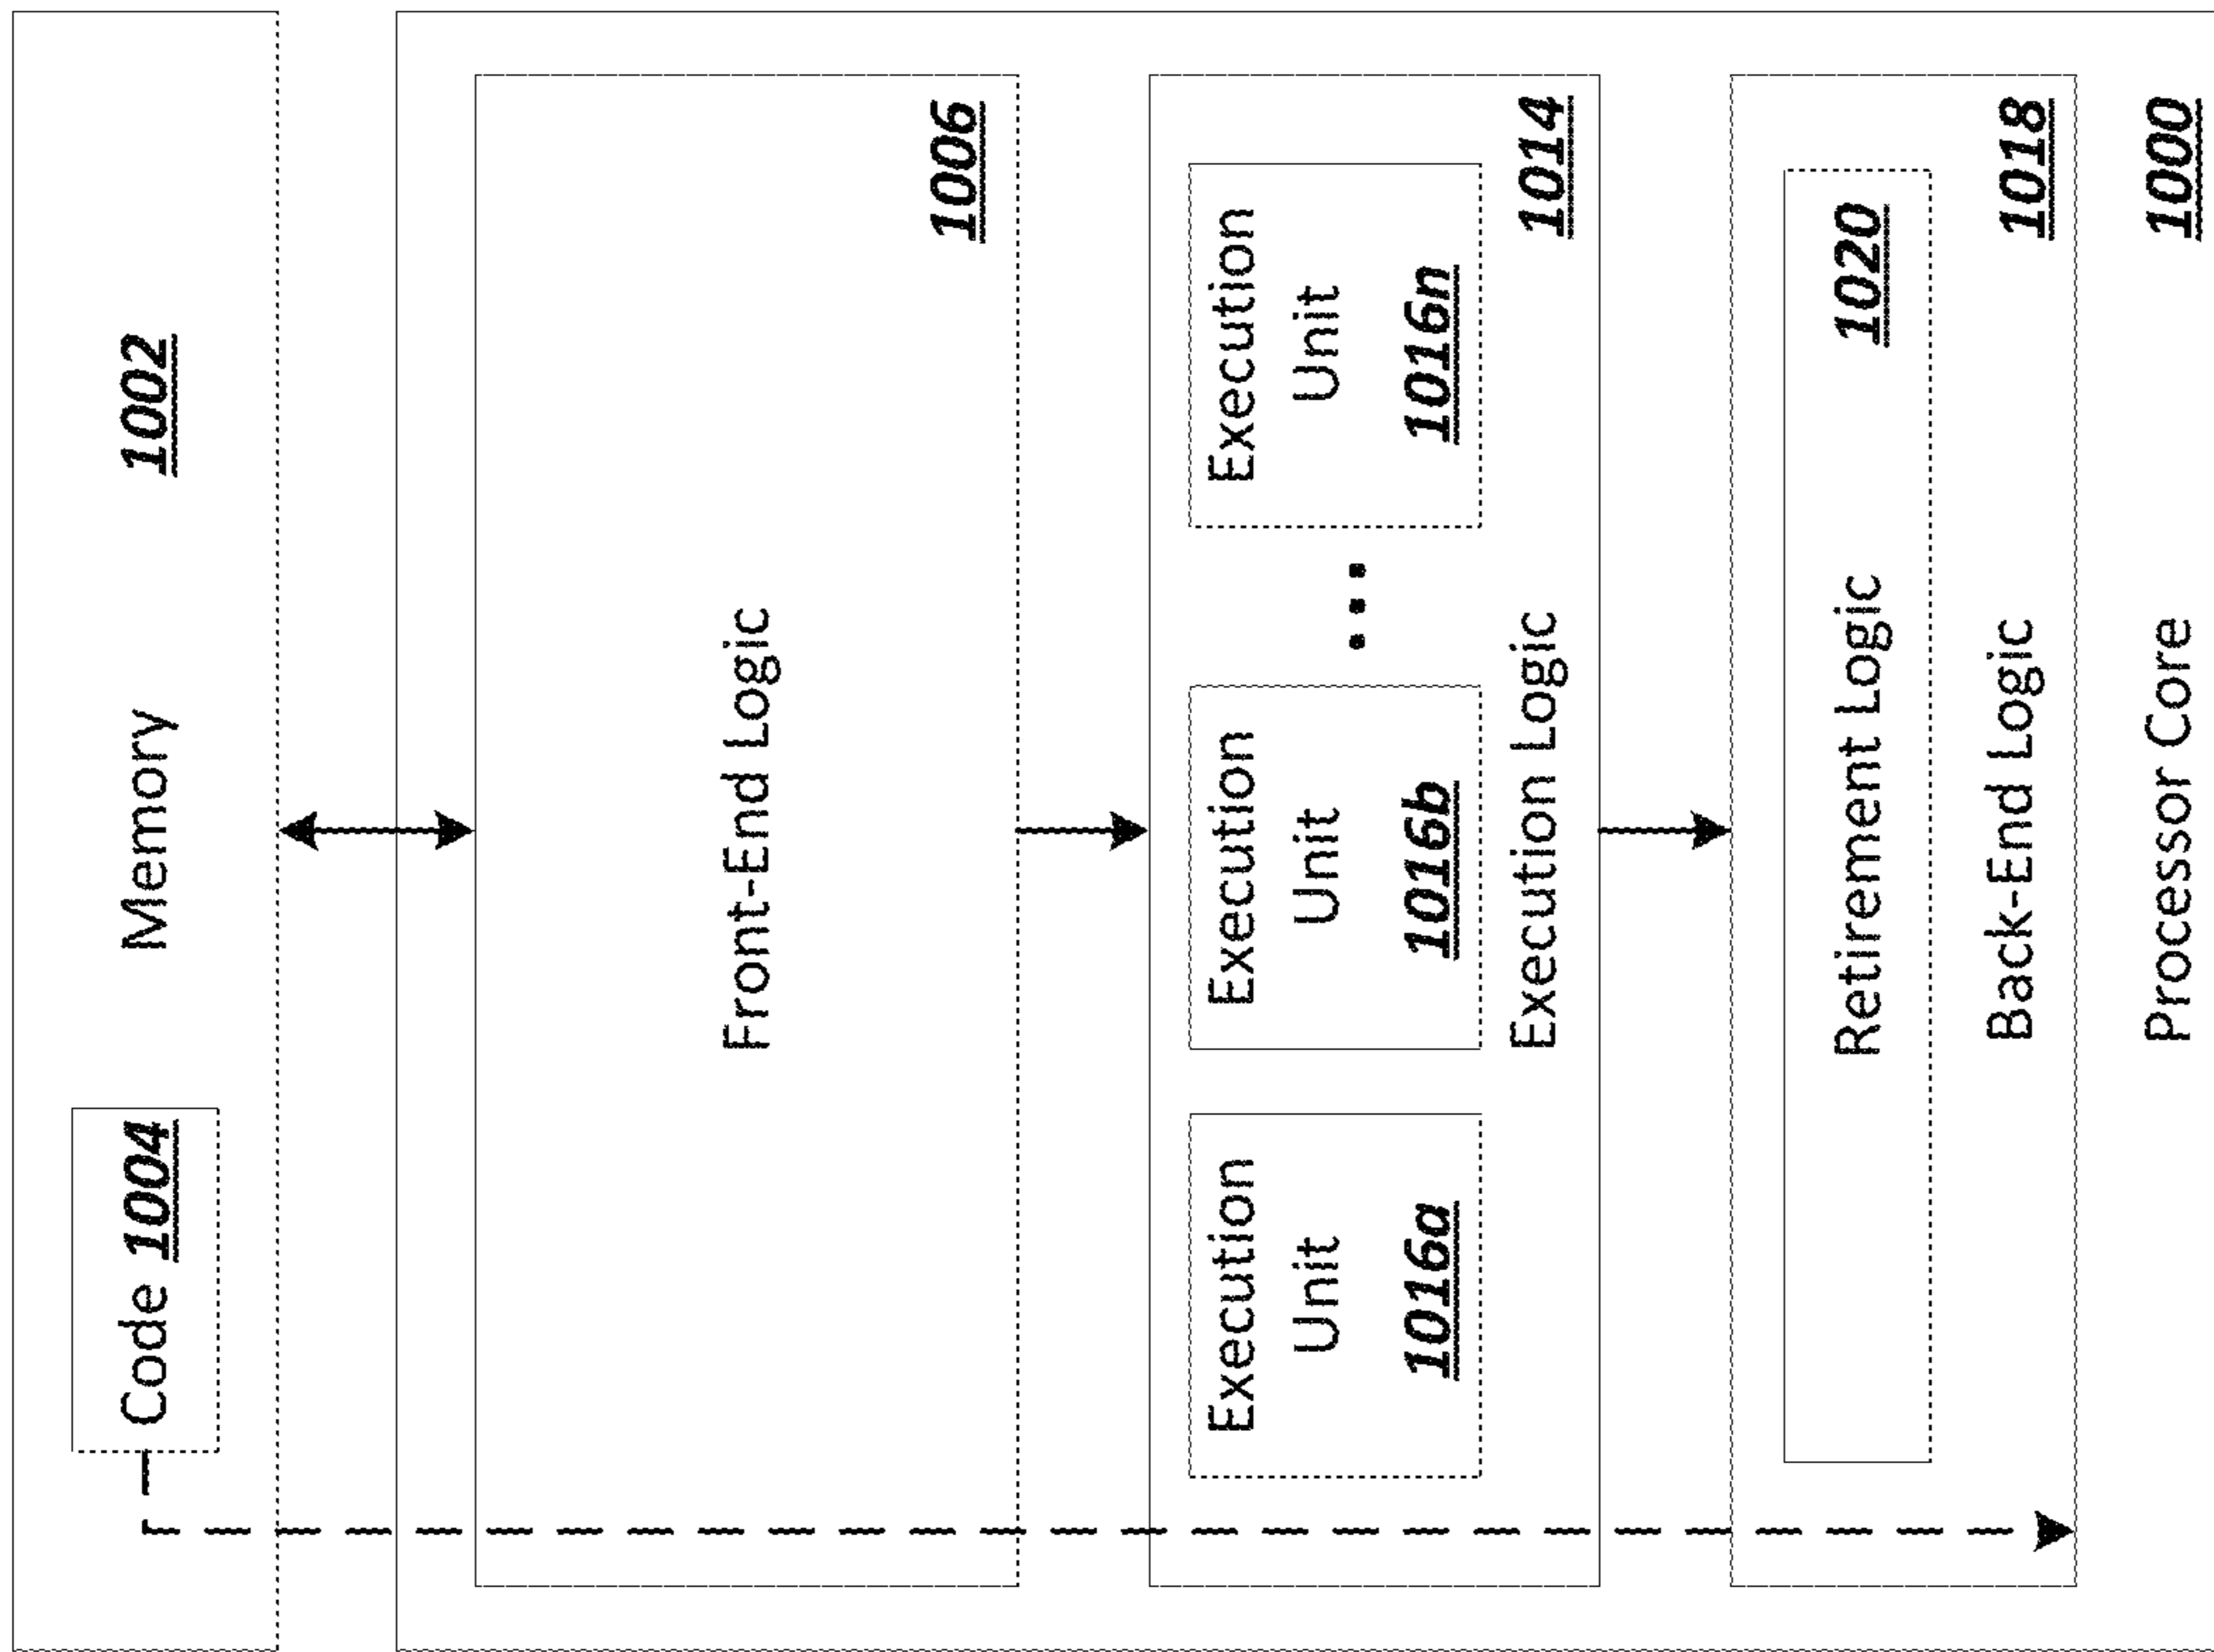 Code 1004
Memory 1002
Front-End Logic
1006
Execution
Unit
1016a
Execution
Unit
1016b
...
Execution
Unit
1016n
Execution Logic 1014
Retirement Logic 1020
Back-End Logic 1018
Processor Core 1000